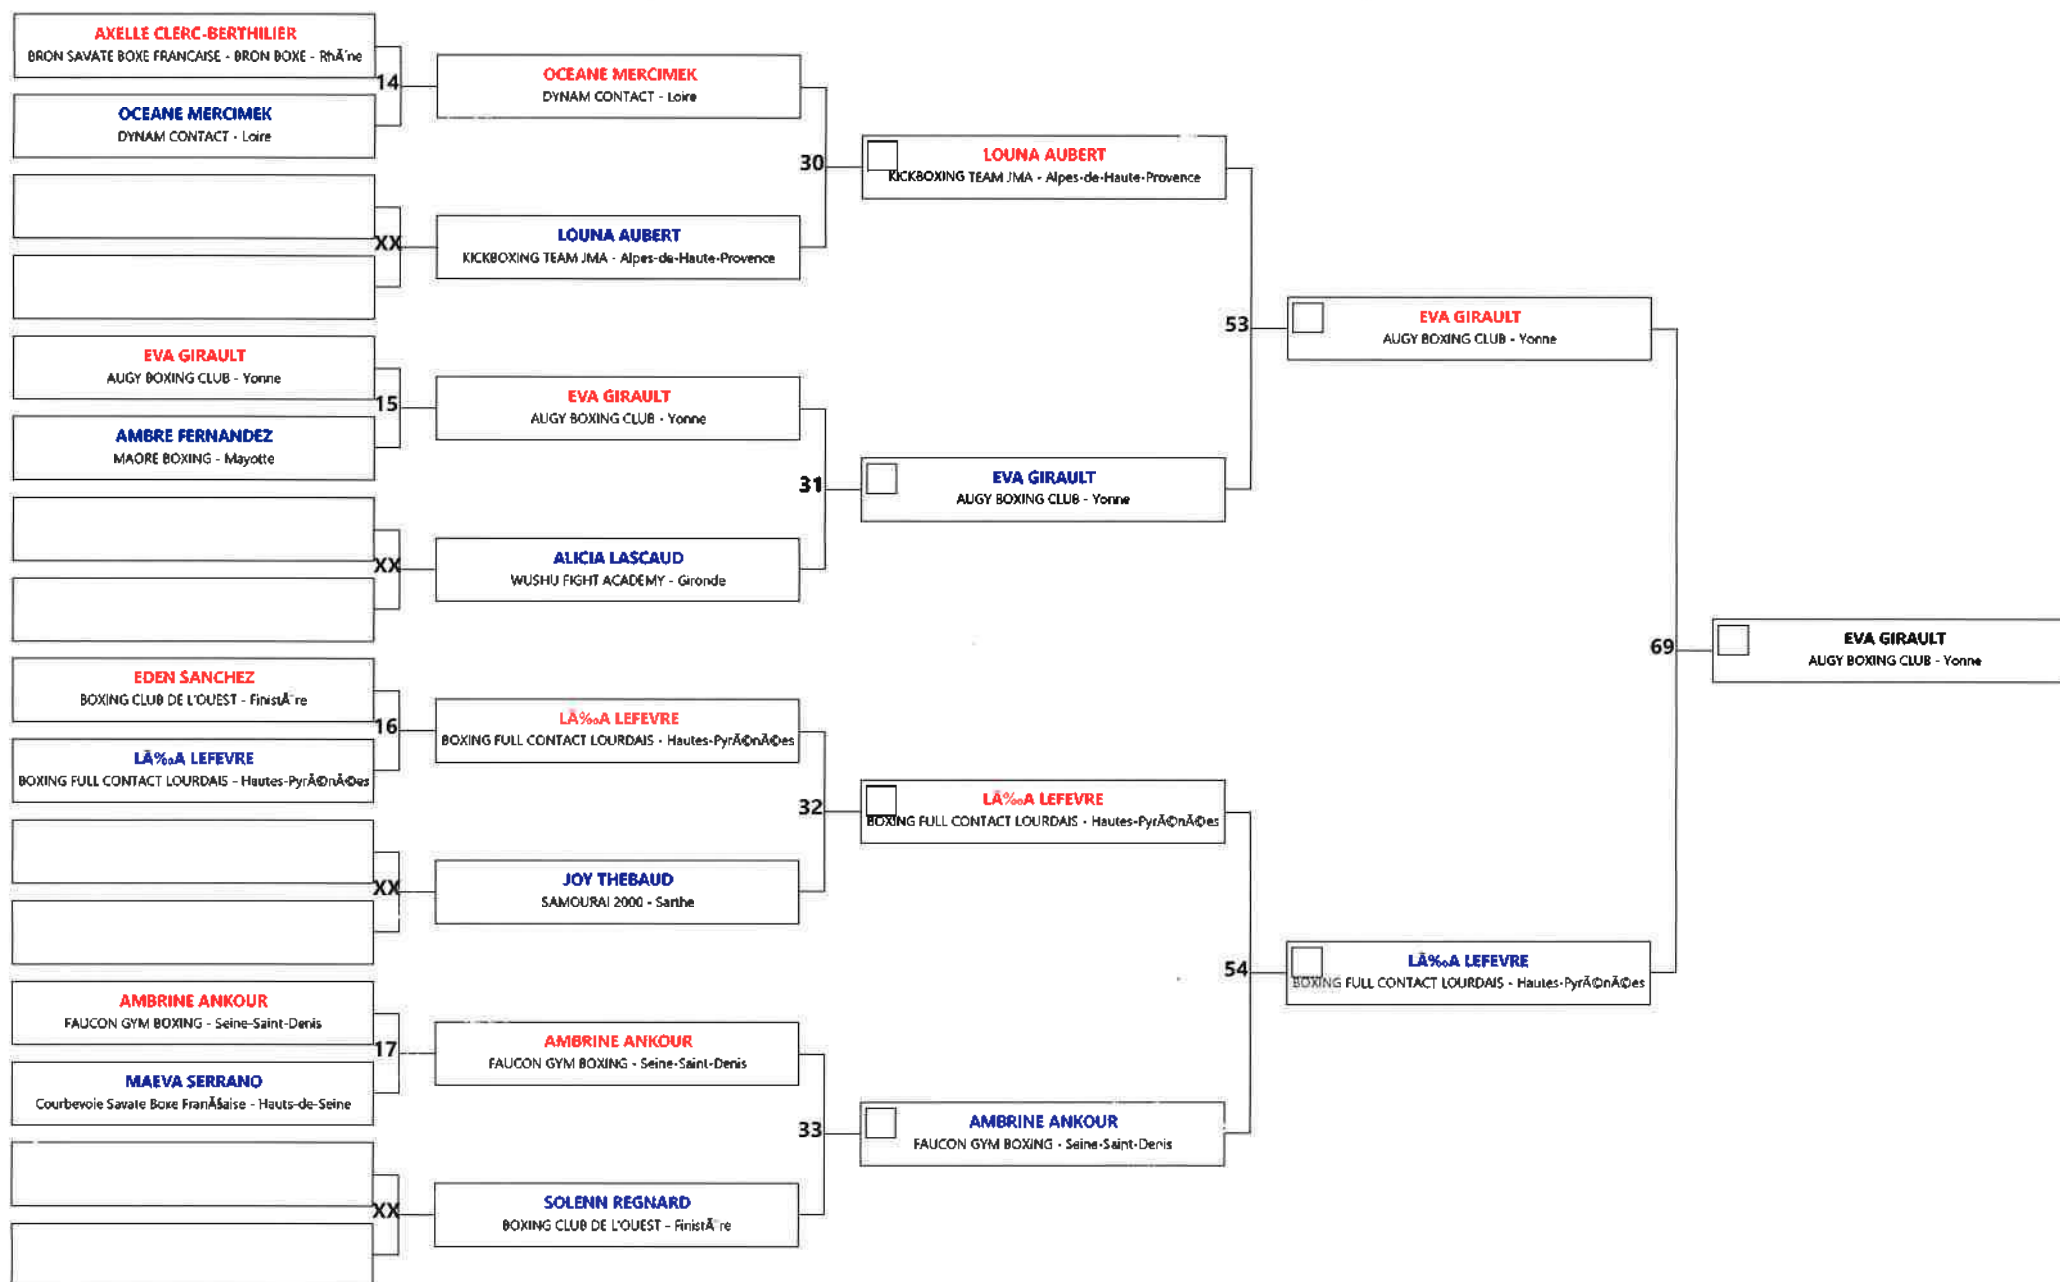 AXELLE CLERC-BERTHILIER
BRON SAVATE BOXE FRANCAISE - BRON BOXE - RhÃ´ne
14
OCEANE MERCIMEK
DYNAM CONTACT - Loire
XX
EVA GIRAULT
AUGY BOXING CLUB - Yonne
15
AMBRE FERNANDEZ
MAORE BOXING - Mayotte
XX
EDEN SANCHEZ
BOXING CLUB DE L'OUEST - FinistÃ¨re
16
LÃ‰A LEFEVRE
BOXING FULL CONTACT LOURDAIS - Hautes-PyrÃ©nÃ©es
XX
AMBRINE ANKOUR
FAUCON GYM BOXING - Seine-Saint-Denis
17
MAEVA SERRANO
Courbevoie Savate Boxe FranÃ§aise - Hauts-de-Seine
XX
OCEANE MERCIMEK
DYNAM CONTACT - Loire
30
LOUNA AUBERT
KICKBOXING TEAM JMA - Alpes-de-Haute-Provence
EVA GIRAULT
AUGY BOXING CLUB - Yonne
31
ALICIA LASCAUD
WUSHU FIGHT ACADEMY - Gironde
LÃ‰A LEFEVRE
BOXING FULL CONTACT LOURDAIS - Hautes-PyrÃ©nÃ©es
32
JOY THEBAUD
SAMOURAI 2000 - Sarthe
AMBRINE ANKOUR
FAUCON GYM BOXING - Seine-Saint-Denis
33
SOLENN REGNARD
BOXING CLUB DE L'OUEST - FinistÃ¨re
LOUNA AUBERT
KICKBOXING TEAM JMA - Alpes-de-Haute-Provence
53
EVA GIRAULT
AUGY BOXING CLUB - Yonne
LÃ‰A LEFEVRE
BOXING FULL CONTACT LOURDAIS - Hautes-PyrÃ©nÃ©es
54
AMBRINE ANKOUR
FAUCON GYM BOXING - Seine-Saint-Denis
EVA GIRAULT
AUGY BOXING CLUB - Yonne
69
LÃ‰A LEFEVRE
BOXING FULL CONTACT LOURDAIS - Hautes-PyrÃ©nÃ©es
EVA GIRAULT
AUGY BOXING CLUB - Yonne